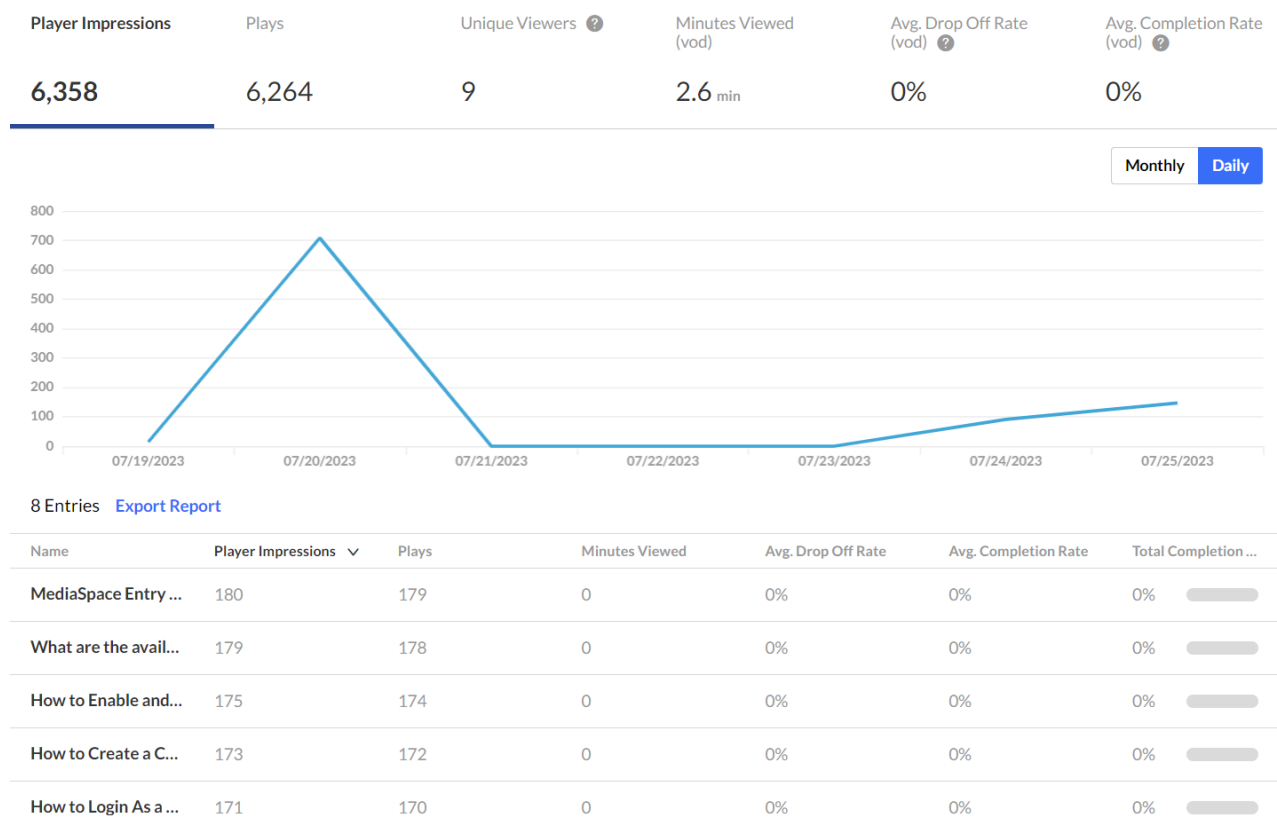 Player Impressions Plays Unique Viewers ? Minutes Viewed (vod) Avg. Drop Off Rate (vod) ? Avg. Completion Rate (vod) ?
6,358 6,264 9 2.6 min 0% 0%
Monthly Daily
800
700
600
500
400
300
200
100
0
07/19/2023 07/20/2023 07/21/2023 07/22/2023 07/23/2023 07/24/2023 07/25/2023
8 Entries Export Report
Name Player Impressions Plays Minutes Viewed Avg. Drop Off Rate Avg. Completion Rate Total Completion ...
MediaSpace Entry ... 180 179 0 0% 0% 0%
What are the avail... 179 178 0 0% 0% 0%
How to Enable and... 175 174 0 0% 0% 0%
How to Create a C... 173 172 0 0% 0% 0%
How to Login As a ... 171 170 0 0% 0% 0%